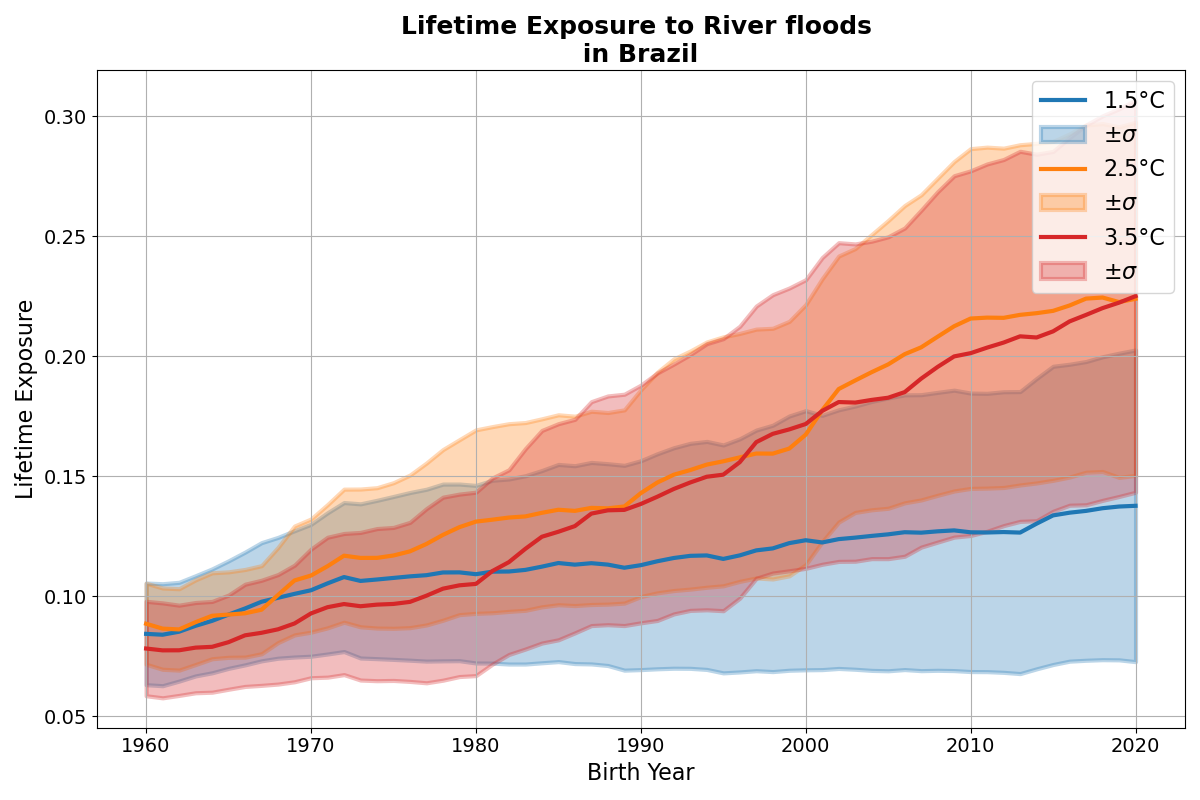 Lifetime Exposure to River floods
in Brazil
Lifetime Exposure
0.30
0.25
0.20
0.15
0.10
0.05
1.5°C
±σ
2.5°C
±σ
3.5°C
±σ
1960 1970 1980 1990 2000 2010 2020
Birth Year